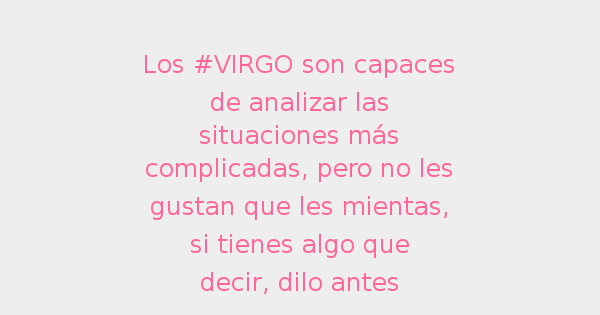 Los #VIRGO son capaces
de analizar las
situaciones más
complicadas, pero no les
gustan que les mientas,
si tienes algo que
decir, dilo antes